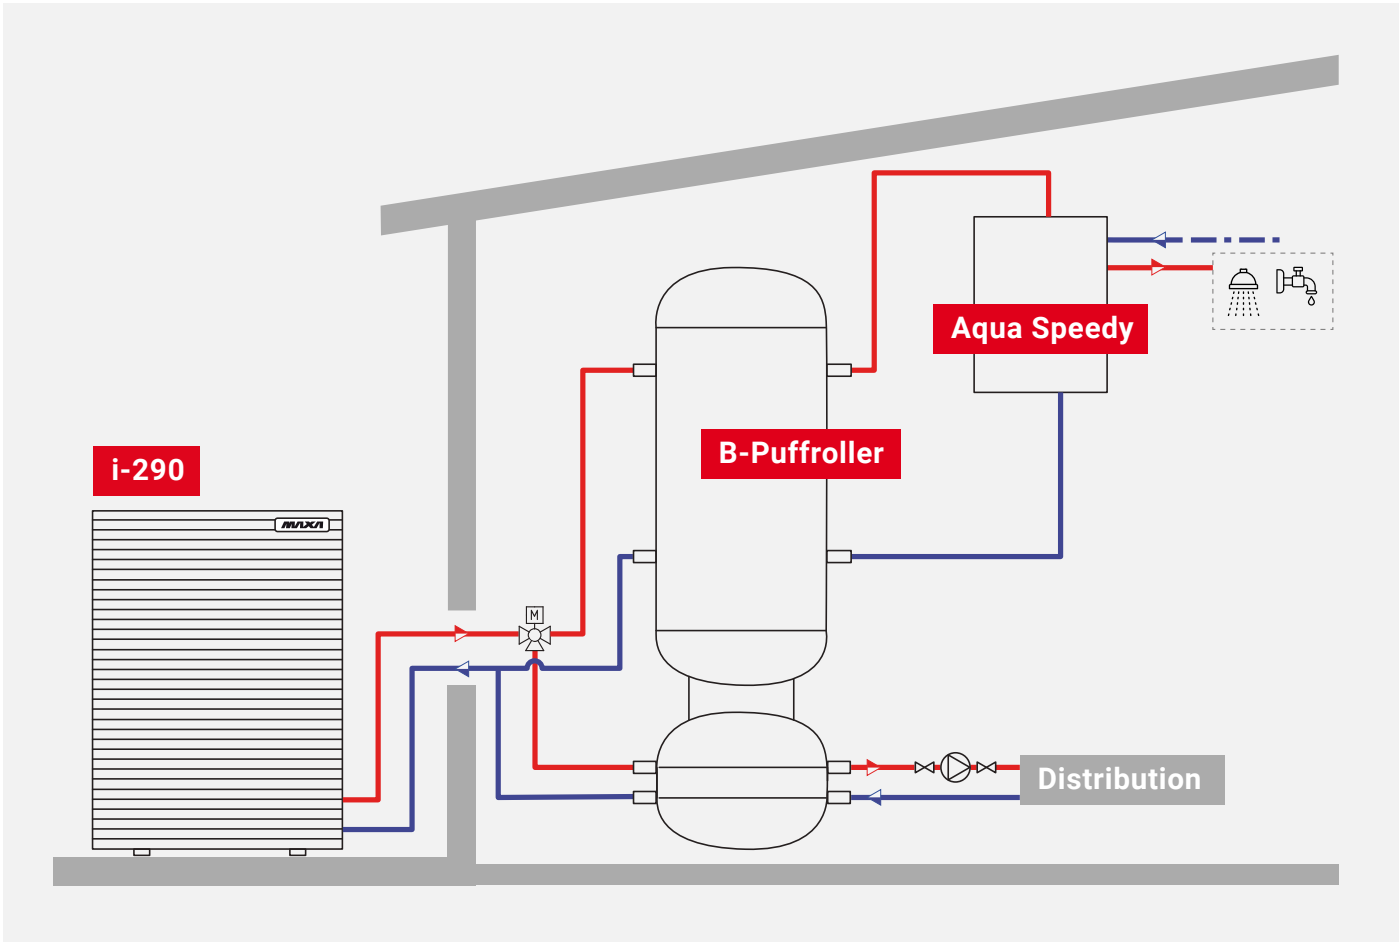 Aqua Speedy
B-Puffroller
i-290
MAXA
M
Distribution